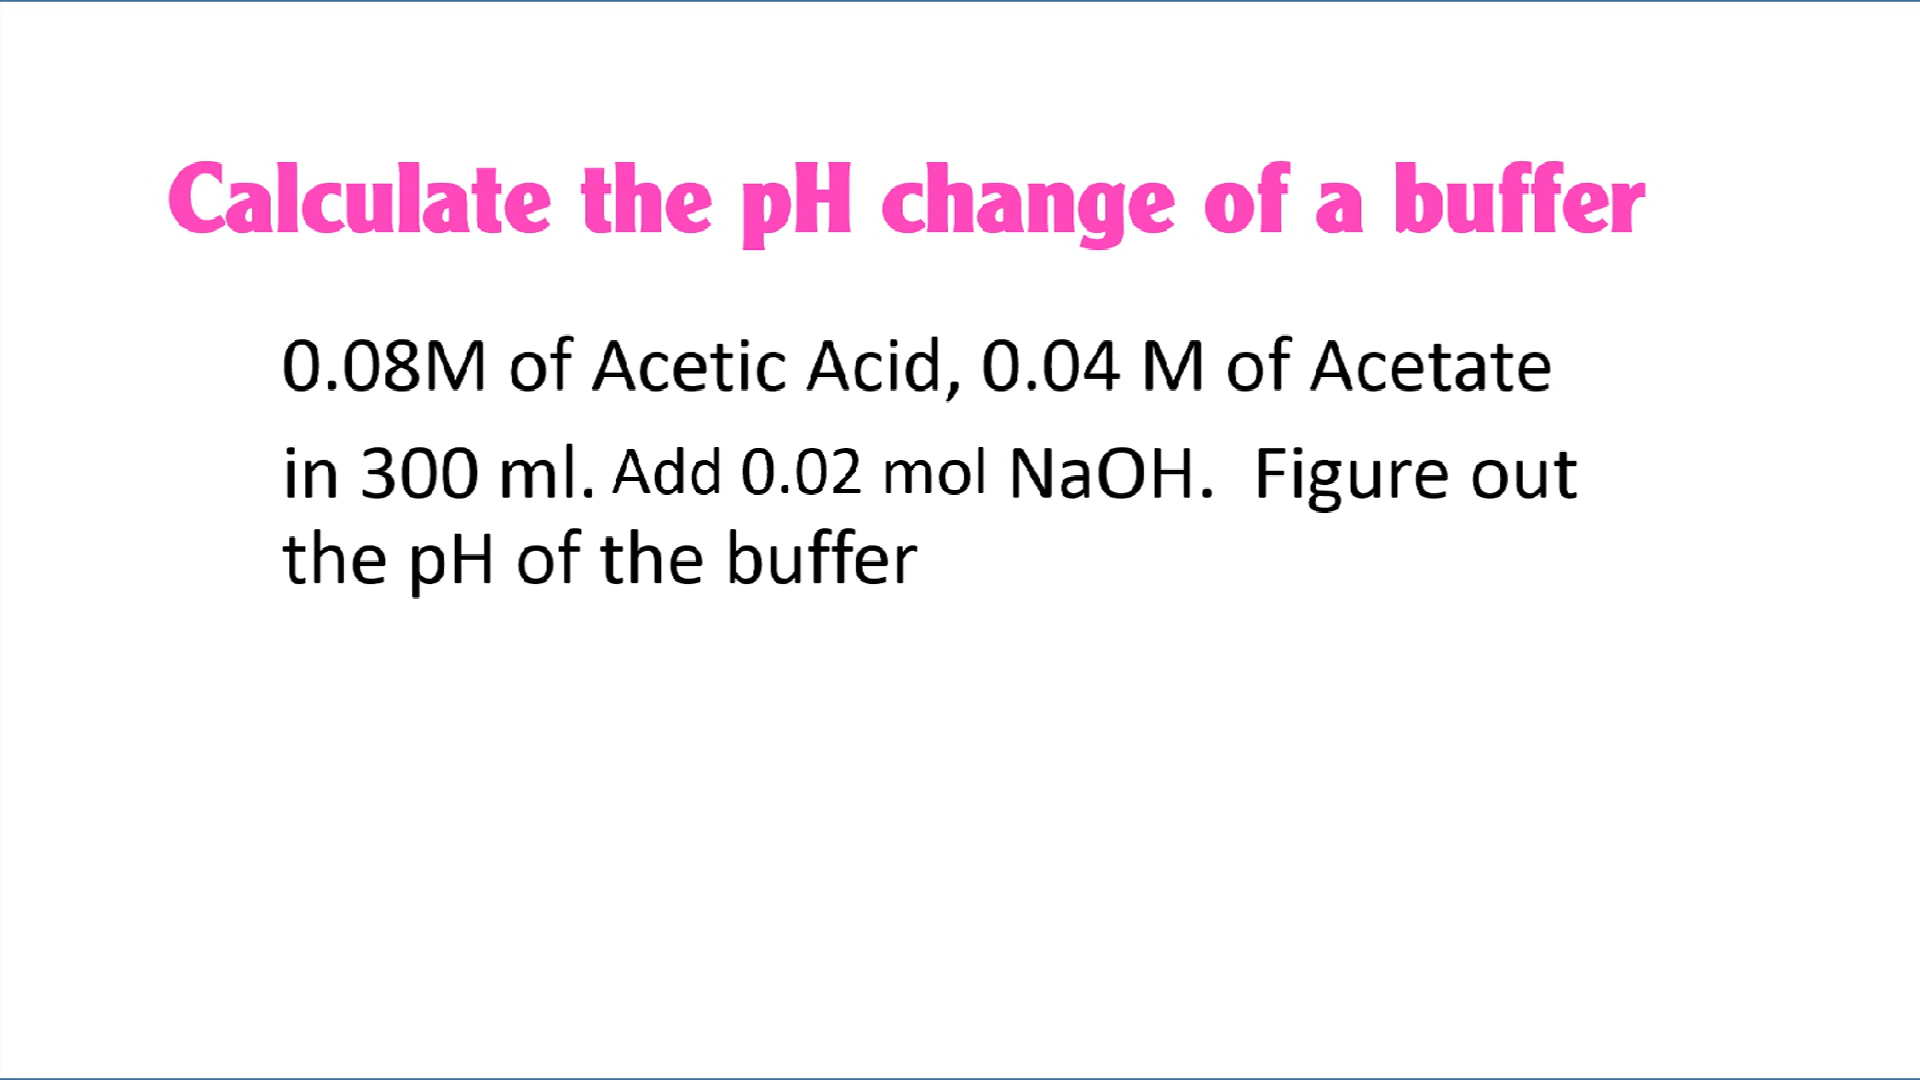 Calculate the pH change of a buffer
0.08M of Acetic Acid, 0.04 M of Acetate
in 300 ml. Add 0.02 mol NaOH.  Figure out
the pH of the buffer